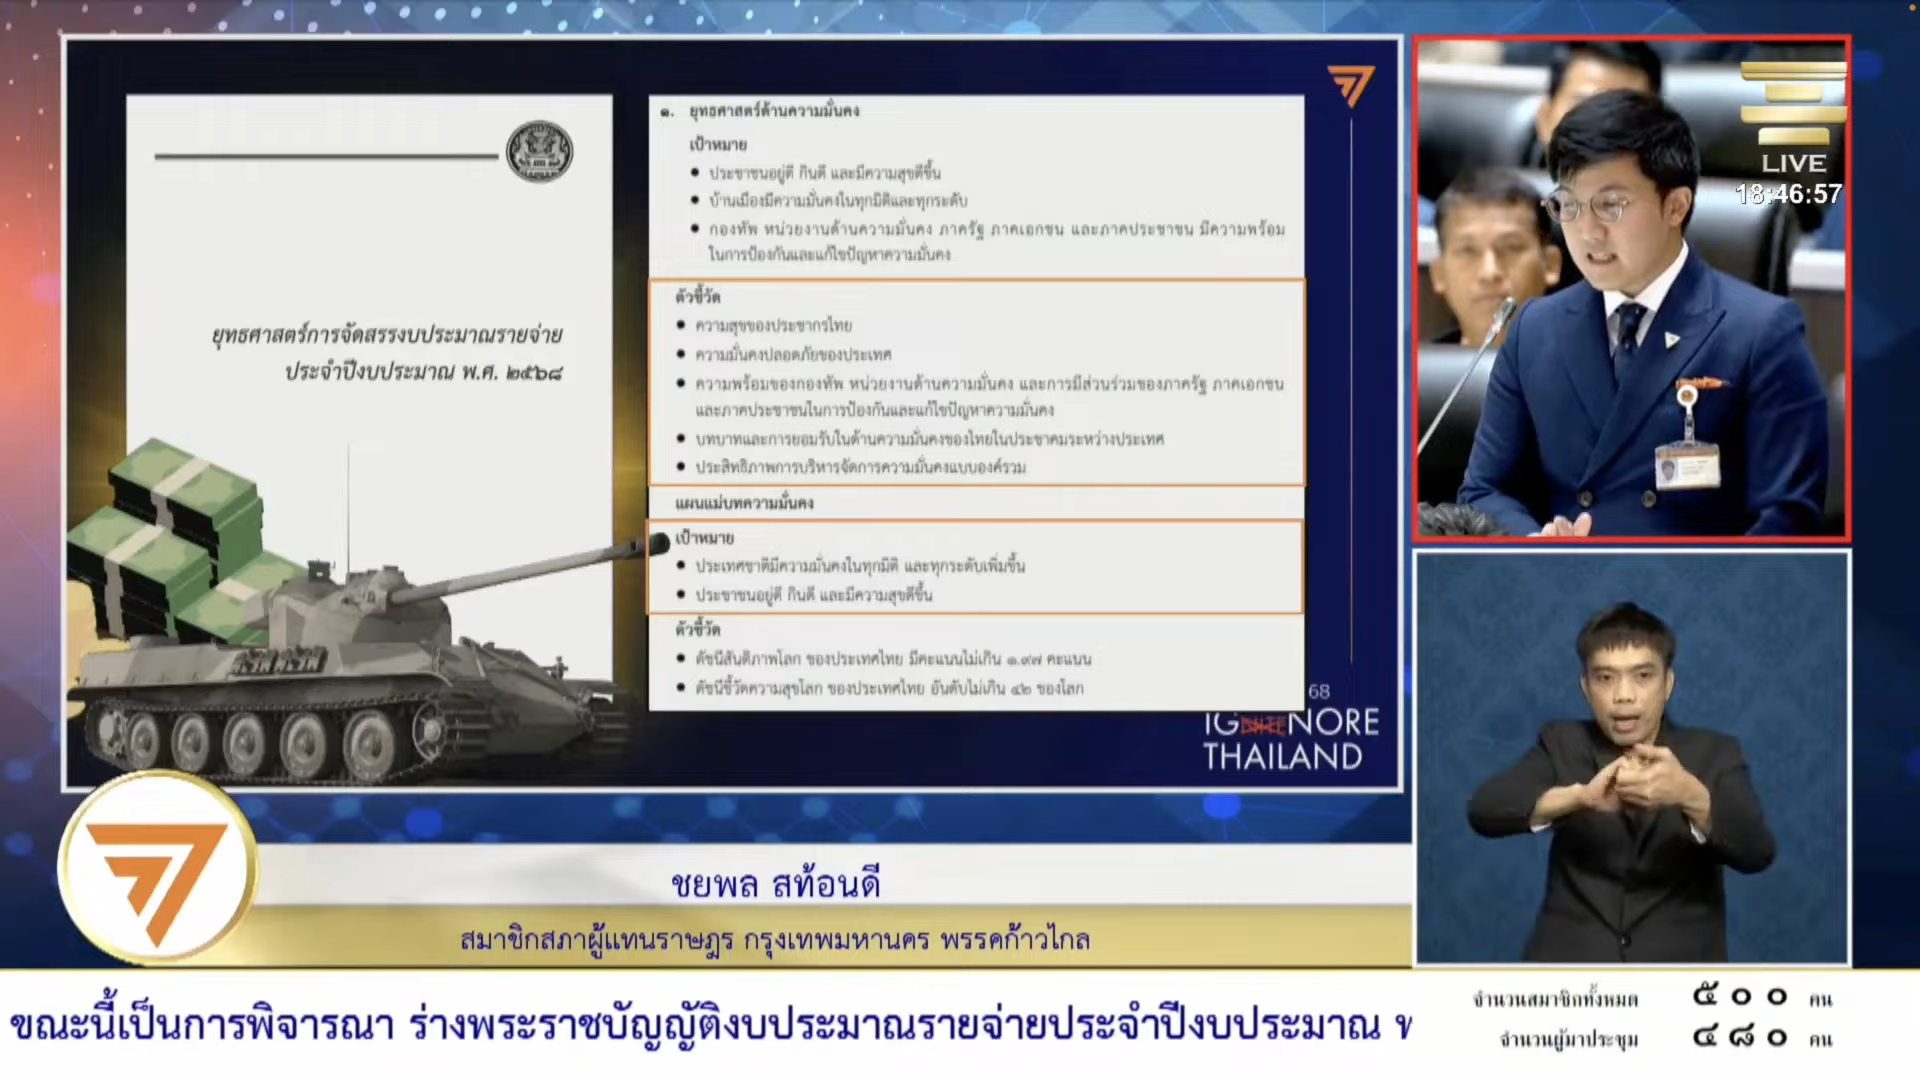 ยุทธศาสตร์การจัดสรรงบประมาณรายจ่าย
ประจำปีงบประมาณ พ.ศ. ๒๕๖๘
๑. ยุทธศาสตร์ด้านความมั่นคง
เป้าหมาย
● ประชาชนอยู่ดี กินดี และมีความสุขดีขึ้น
● บ้านเมืองมีความมั่นคงในทุกมิติและทุกระดับ
● กองทัพ หน่วยงานด้านความมั่นคง ภาครัฐ ภาคเอกชน และภาคประชาชน มีความพร้อม
ในการป้องกันและแก้ไขปัญหาความมั่นคง
ตัวชี้วัด
● ความสุขของประชากรไทย
● ความมั่นคงปลอดภัยของประเทศ
● ความพร้อมของกองทัพ หน่วยงานด้านความมั่นคง และการมีส่วนร่วมของภาครัฐ ภาคเอกชน
และภาคประชาชนในการป้องกันและแก้ไขปัญหาความมั่นคง
● บทบาทและการยอมรับในด้านความมั่นคงของไทยในประชาคมระหว่างประเทศ
● ประสิทธิภาพการบริหารจัดการความมั่นคงแบบองค์รวม
แผนแม่บทความมั่นคง
เป้าหมาย
● ประเทศชาติมีความมั่นคงในทุกมิติ และทุกระดับเพิ่มขึ้น
● ประชาชนอยู่ดี กินดี และมีความสุขดีขึ้น
ตัวชี้วัด
● ดัชนีสันติภาพโลก ของประเทศไทย มีคะแนนไม่เกิน ๑.๙๗ คะแนน
● ดัชนีชี้วัดความสุขโลก ของประเทศไทย อันดับไม่เกิน ๔๒ ของโลก
68
IGNITENORE
THAILAND
LIVE
18:46:57
ชยพล สท้อนดี
สมาชิกสภาผู้แทนราษฎร กรุงเทพมหานคร พรรคก้าวไกล
ขณะนี้เป็นการพิจารณา ร่างพระราชบัญญัติงบประมาณรายจ่ายประจำปีงบประมาณ พ
จำนวนสมาชิกทั้งหมด ๕๐๐ คน
จำนวนผู้มาประชุม ๔๘๐ คน